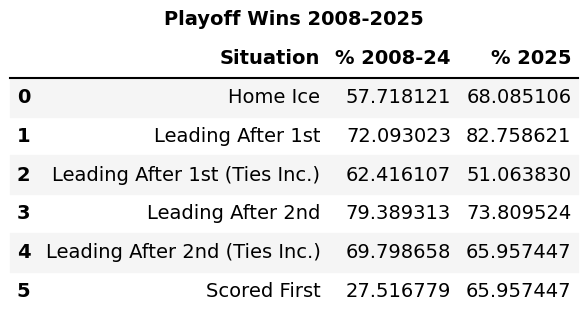 Playoff Wins 2008-2025
Situation % 2008-24 % 2025
0 Home Ice 57.718121 68.085106
1 Leading After 1st 72.093023 82.758621
2 Leading After 1st (Ties Inc.) 62.416107 51.063830
3 Leading After 2nd 79.389313 73.809524
4 Leading After 2nd (Ties Inc.) 69.798658 65.957447
5 Scored First 27.516779 65.957447